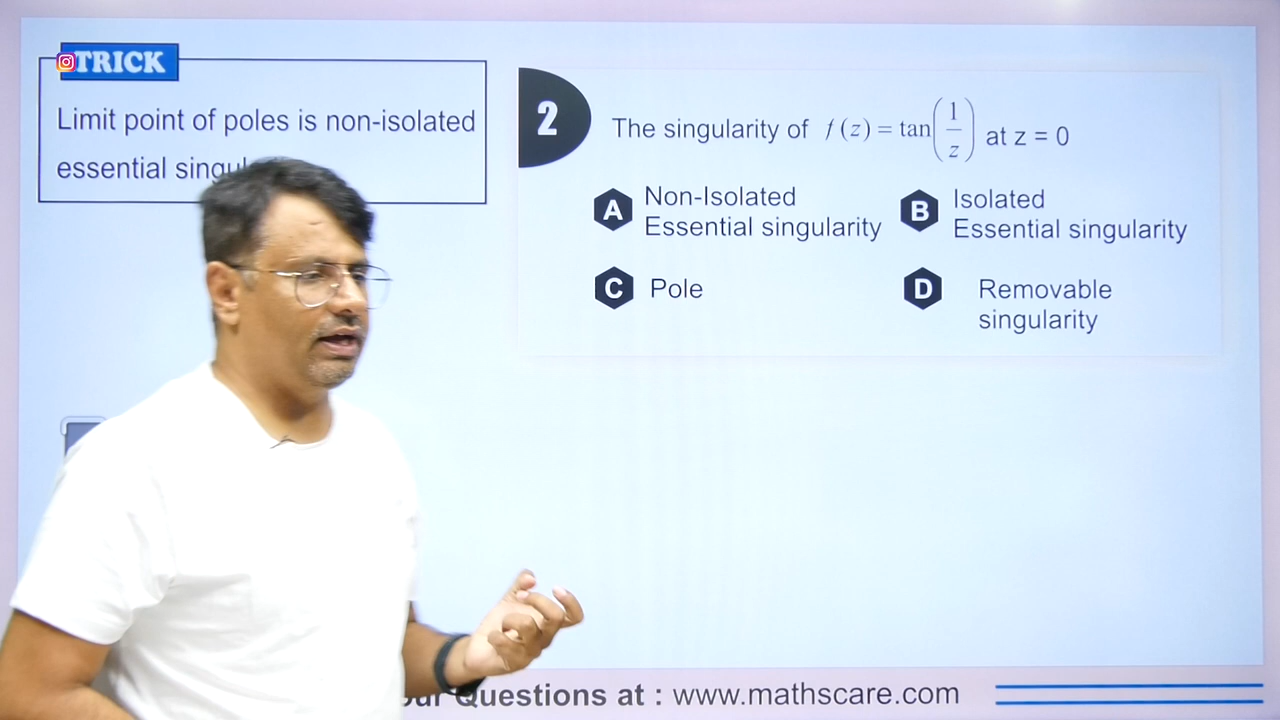 TRICK
Limit point of poles is non-isolated
essential
2
The singularity of f(z) = tan(1/z) at z = 0
A Non-Isolated
Essential singularity
B Isolated
Essential singularity
C Pole
D Removable
singularity
Questions at : www.mathscare.com